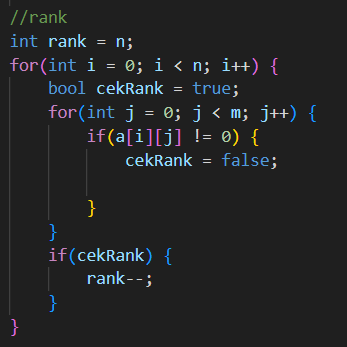 //rank
int rank = n;
for(int i = 0; i < n; i++) {
    bool cekRank = true;
    for(int j = 0; j < m; j++) {
        if(a[i][j] != 0) {
            cekRank = false;

        }
    }
    if(cekRank) {
        rank--;
    }
}